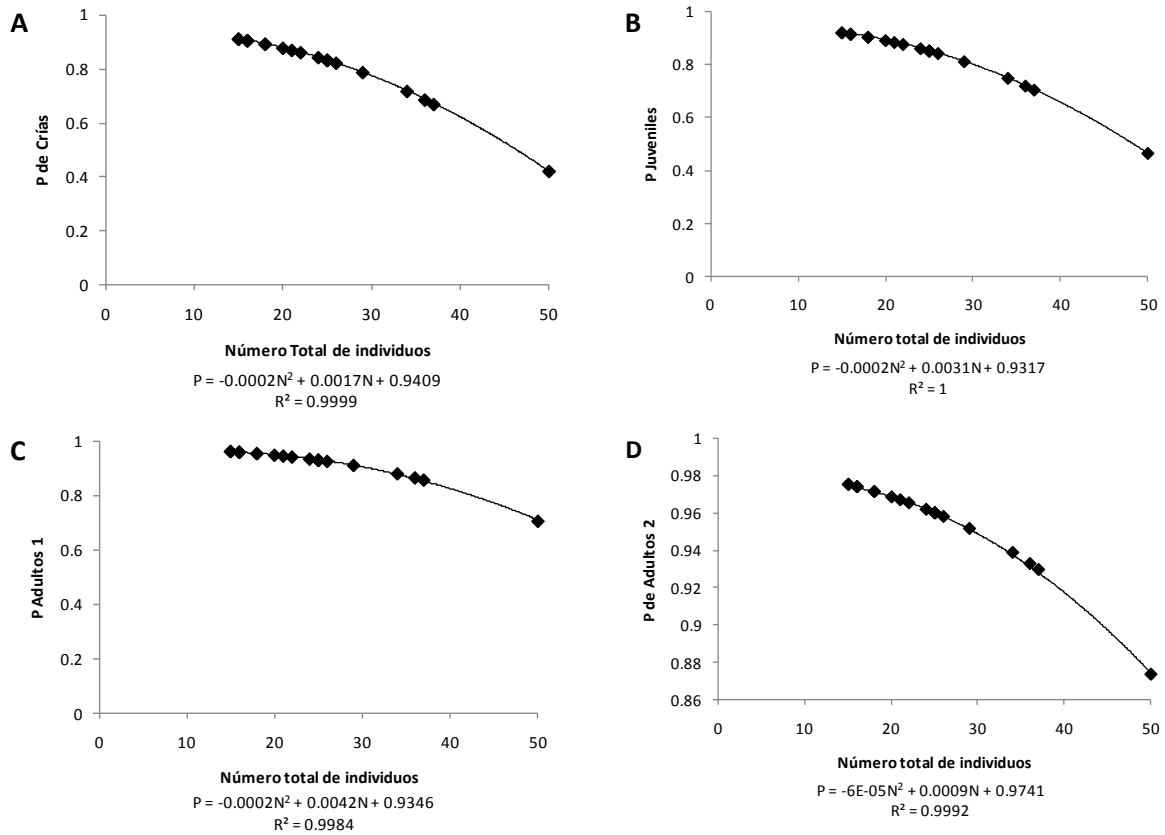 A
P de Crías
1
0.8
0.6
0.4
0.2
0
0 10 20 30 40 50
Número Total de individuos
P = -0.0002N² + 0.0017N + 0.9409
R² = 0.9999
B
P Juveniles
1
0.8
0.6
0.4
0.2
0
0 10 20 30 40 50
Número total de individuos
P = -0.0002N² + 0.0031N + 0.9317
R² = 1
C
P Adultos 1
1
0.8
0.6
0.4
0.2
0
0 10 20 30 40 50
Número total de individuos
P = -0.0002N² + 0.0042N + 0.9346
R² = 0.9984
D
P de Adultos 2
1
0.98
0.96
0.94
0.92
0.9
0.88
0.86
0 10 20 30 40 50
Número total de individuos
P = -6E-05N² + 0.0009N + 0.9741
R² = 0.9992